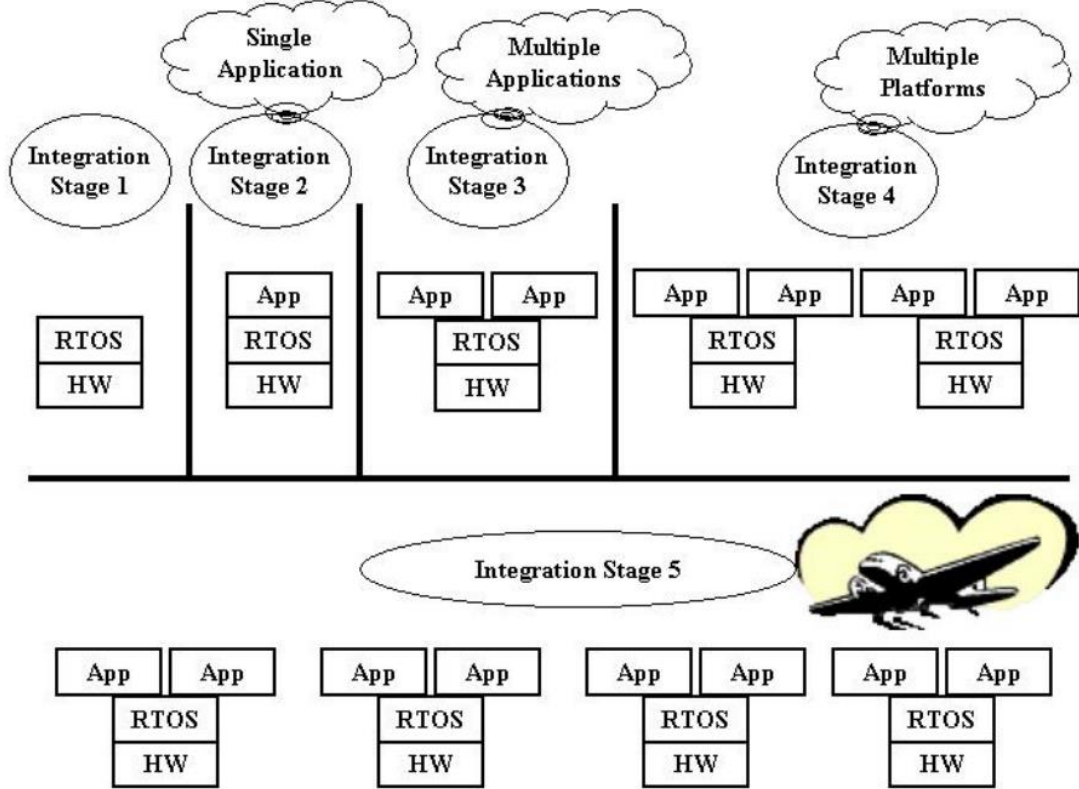 Single
Application
Multiple
Applications
Multiple
Platforms
Integration
Stage 1
Integration
Stage 2
Integration
Stage 3
Integration
Stage 4
RTOS
HW
App
RTOS
HW
App App
RTOS
HW
App App
RTOS
HW
App App
RTOS
HW
Integration Stage 5
App App
RTOS
HW
App App
RTOS
HW
App App
RTOS
HW
App App
RTOS
HW